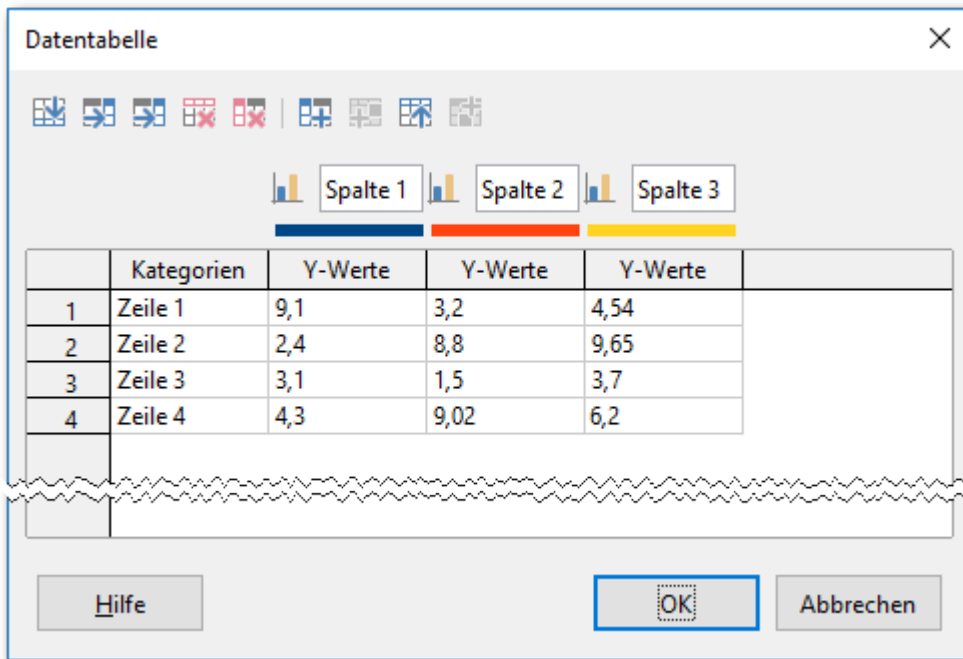 Datentabelle
Spalte 1 Spalte 2 Spalte 3
Kategorien Y-Werte Y-Werte Y-Werte
1 Zeile 1 9,1 3,2 4,54
2 Zeile 2 2,4 8,8 9,65
3 Zeile 3 3,1 1,5 3,7
4 Zeile 4 4,3 9,02 6,2
Hilfe OK Abbrechen